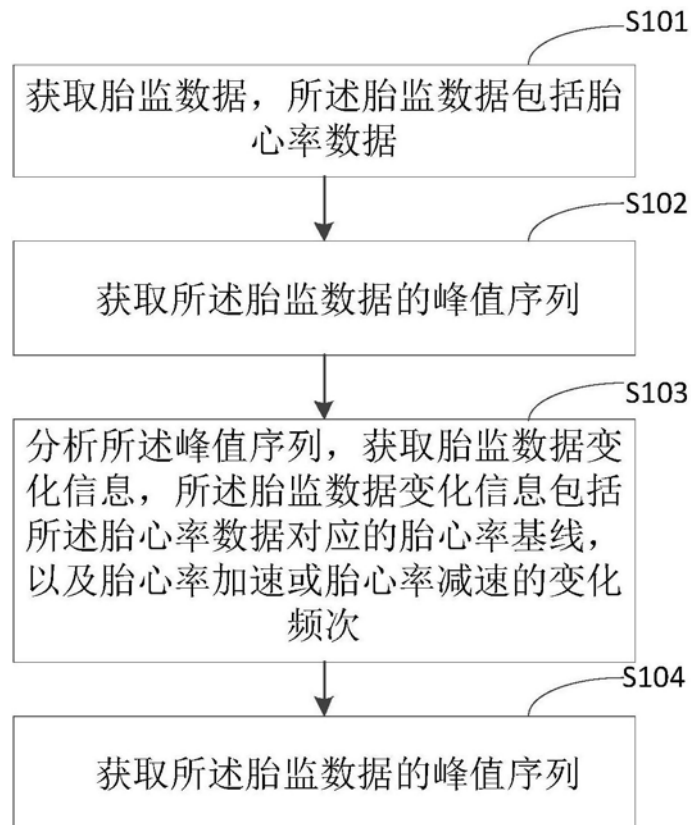 S101
获取胎监数据，所述胎监数据包括胎
心率数据
S102
获取所述胎监数据的峰值序列
S103
分析所述峰值序列，获取胎监数据变
化信息，所述胎监数据变化信息包括
所述胎心率数据对应的胎心率基线，
以及胎心率加速或胎心率减速的变化
频次
S104
获取所述胎监数据的峰值序列